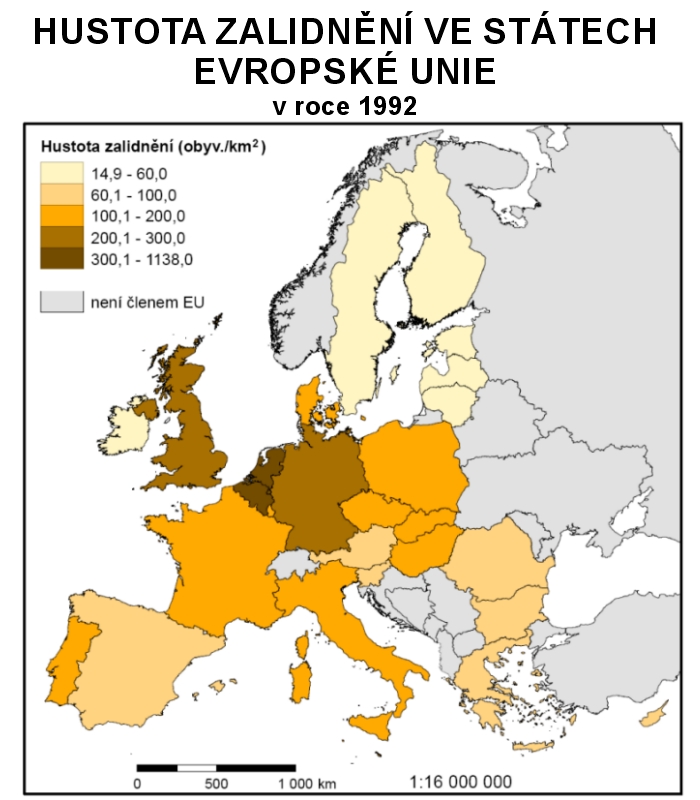 HUSTOTA ZALIDNĚNÍ VE STÁTECH
EVROPSKÉ UNIE
v roce 1992
Hustota zalidnění (obyv./km²)
14,9 - 60,0
60,1 - 100,0
100,1 - 200,0
200,1 - 300,0
300,1 - 1138,0
není členem EU
0 500 1 000 km
1:16 000 000